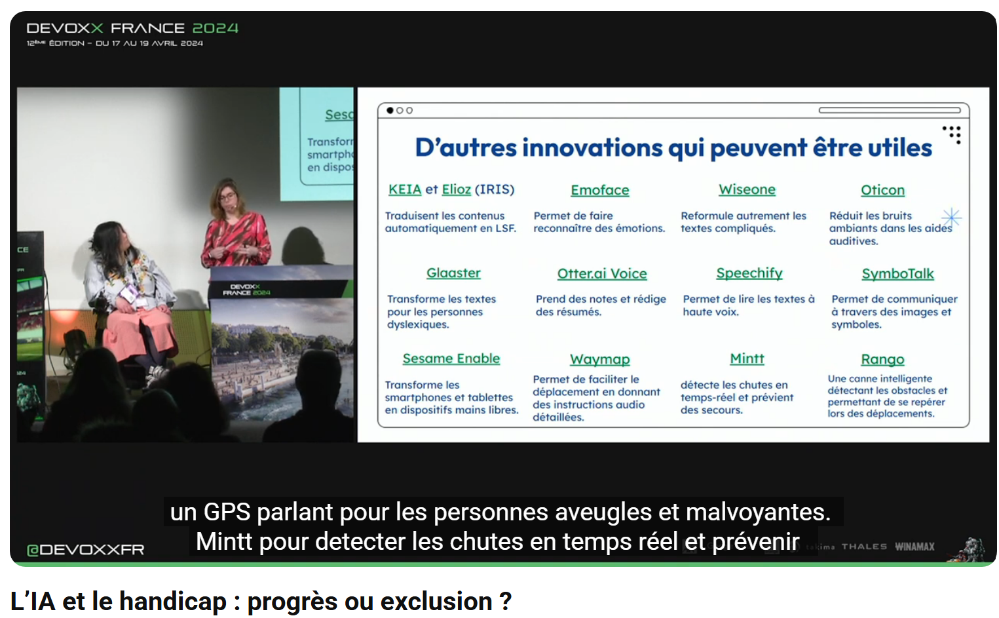 DEVOXX FRANCE 2024
12ÈME ÉDITION - DU 17 AU 19 AVRIL 2024
Transforr
smartpho
en dispos
CE
DEVOXX
FRANCE 2024
D'autres innovations qui peuvent être utiles
KEIA et Elioz (IRIS)
Traduisent les contenus
automatiquement en LSF.
Emoface
Permet de faire
reconnaître des émotions.
Wiseone
Reformule autrement les
textes compliqués.
Oticon
Réduit les bruits
ambiants dans les aides
auditives.
Glaaster
Transforme les textes
pour les personnes
dyslexiques.
Otter.ai Voice
Prend des notes et rédige
des résumés.
Speechify
Permet de lire les textes à
haute voix.
SymboTalk
Permet de communiquer
à travers des images et
symboles.
Sesame Enable
Transforme les
smartphones et tablettes
en dispositifs mains libres.
Waymap
Permet de faciliter le
déplacement en donnant
des instructions audio
détaillées.
Mintt
détecte les chutes en
temps-réel et prévient
des secours.
Rango
Une canne intelligente
détectant les obstacles et
permettant de se repérer
lors des déplacements.
un GPS parlant pour les personnes aveugles et malvoyantes.
Mintt pour detecter les chutes en temps réel et prévenir
@DEVOXXFR
THALES WINAMAX
L'IA et le handicap : progrès ou exclusion ?